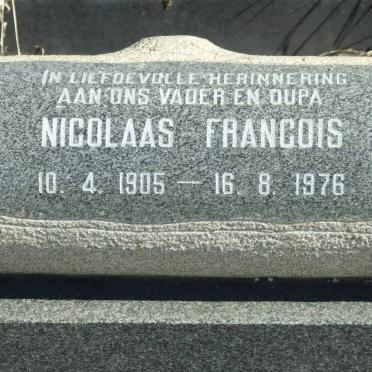 IN LIEFDEVOLLE HERINNERING
AAN ONS VADER EN OUPA
NICOLAAS FRANCOIS
10. 4. 1905 — 16. 8. 1976